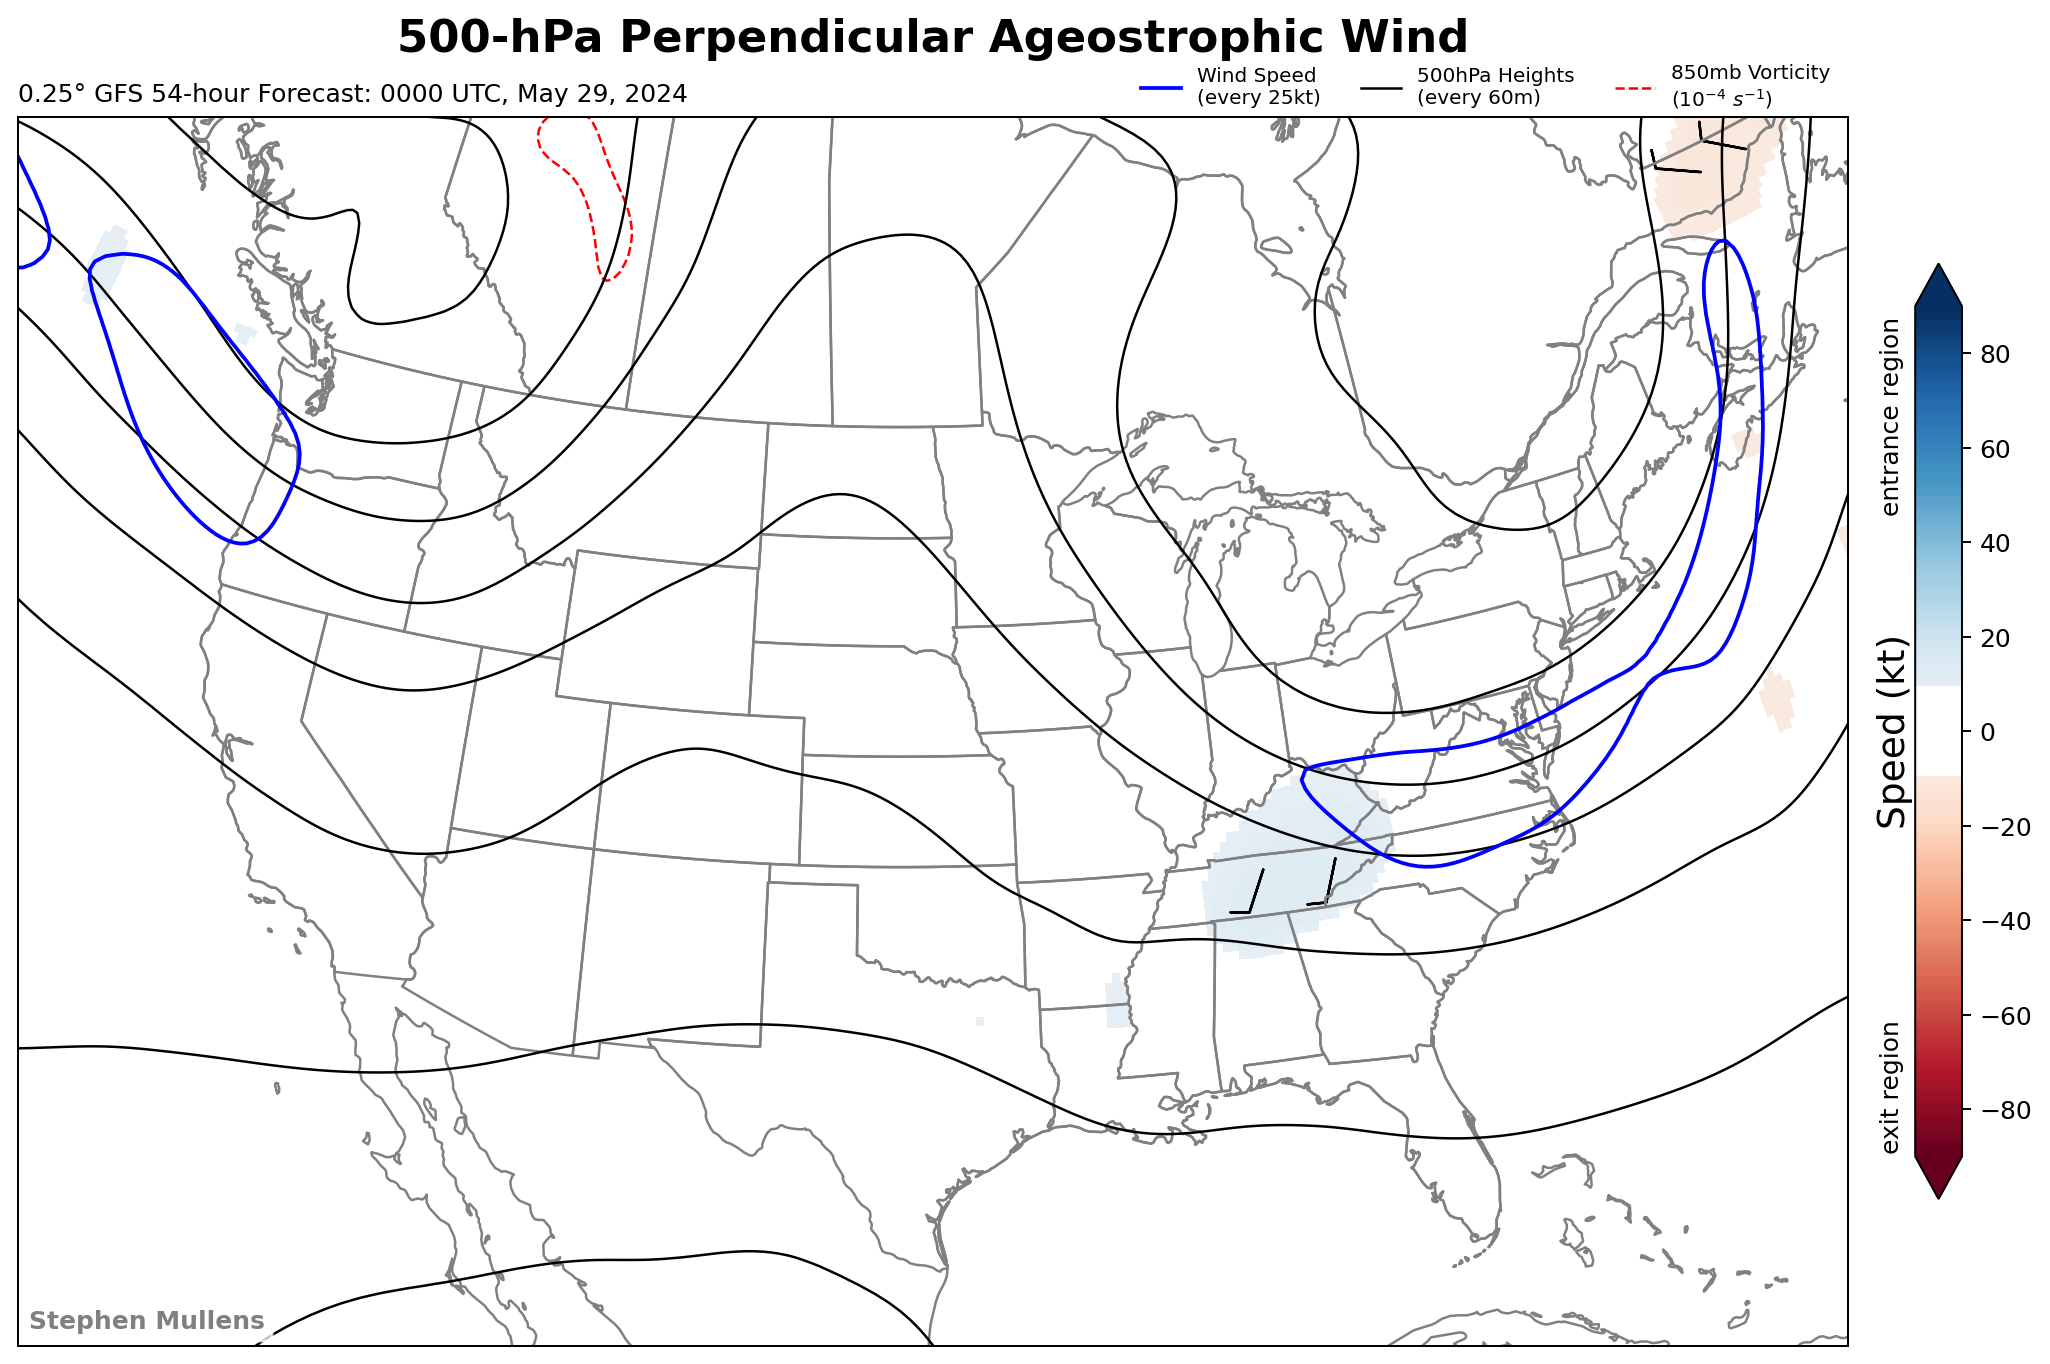 500-hPa Perpendicular Ageostrophic Wind
0.25° GFS 54-hour Forecast: 0000 UTC, May 29, 2024
Wind Speed
(every 25kt)
500hPa Heights
(every 60m)
850mb Vorticity
(10⁻⁴ s⁻¹)
entrance region
Speed (kt)
exit region
80
60
40
20
0
−20
−40
−60
−80
Stephen Mullens